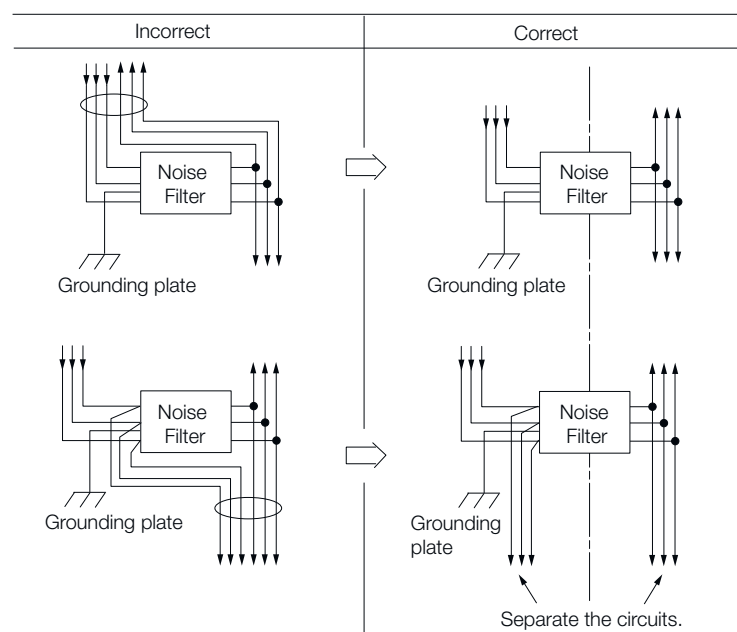 Incorrect
Correct
Noise
Filter
Grounding plate
Noise
Filter
Grounding plate
Noise
Filter
Grounding plate
Noise
Filter
Grounding
plate
Separate the circuits.